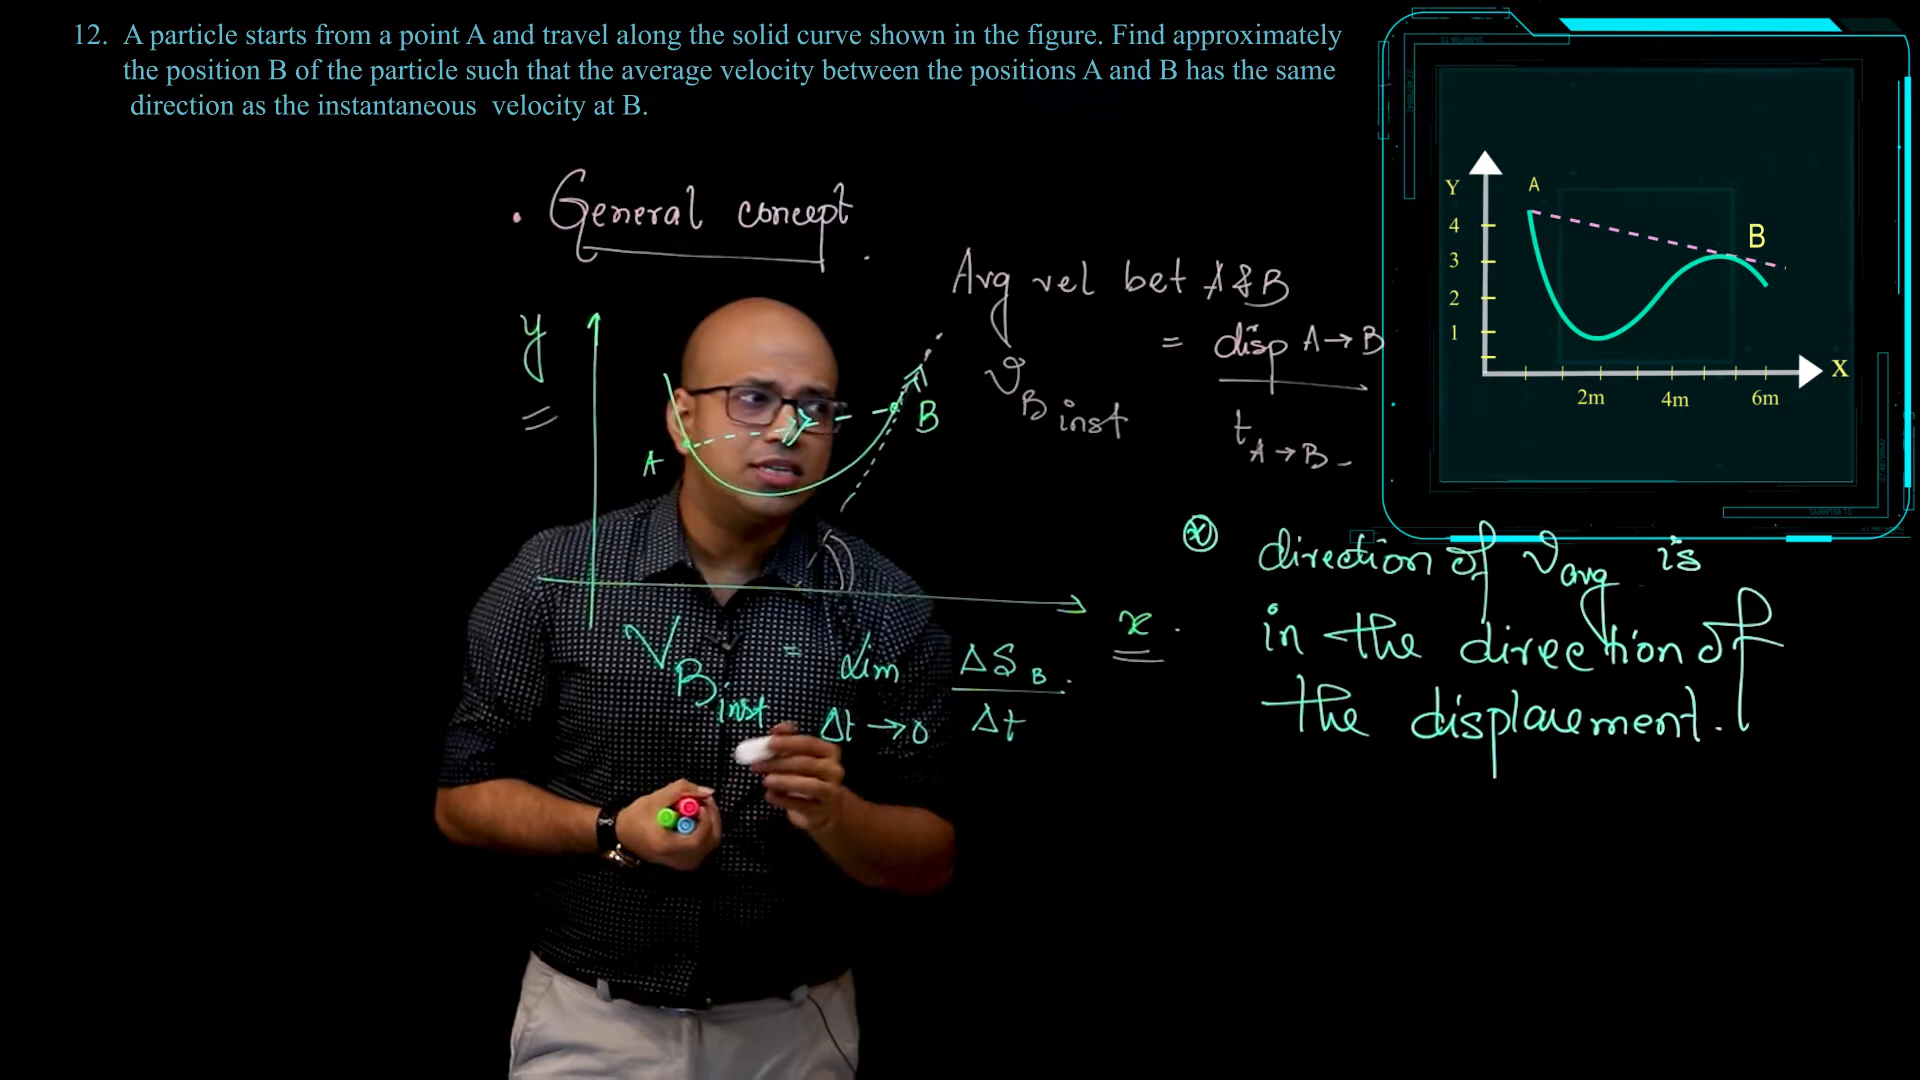 12. A particle starts from a point A and travel along the solid curve shown in the figure. Find approximately
the position B of the particle such that the average velocity between the positions A and B has the same
direction as the instantaneous velocity at B.
. General concept .
Avg vel bet A & B
= disp A→B
t A→B
v B inst
y
A
B
x .
V B inst = Lim ΔS B .
Δt→0 Δt
* direction of v avg is
in the direction of
the displacement.
Y
A
B
4
3
2
1
X
2m 4m 6m